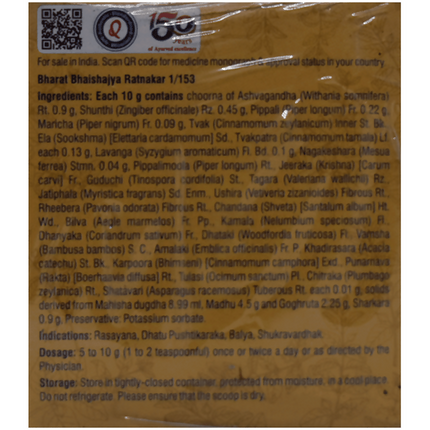 150
Years
of Ayurved excellence
For sale in India. Scan QR code for medicine monograph & approval status in your country.
Bharat Bhaishajya Ratnakar 1/153
Ingredients: Each 10 g contains choorna of Ashvagandha (Withania somnifera)
Rt. 0.9 g, Shunthi (Zingiber officinale) Rz. 0.45 g, Pippali (Piper longum) Fr. 0.22 g,
Maricha (Piper nigrum) Fr. 0.09 g, Tvak (Cinnamomum zeylanicum) Inner St. Bk.,
Ela (Sookshma) [Elettaria cardamomum] Sd., Tvakpatra (Cinnamomum tamala) Lf.
each 0.13 g, Lavanga (Syzygium aromaticum) Fl. Bd. 0.1 g, Nagakeshara (Mesua
ferrea) Stmn. 0.04 g, Pippalimoola (Piper longum) Rt., Jeeraka (Krishna) [Carum
carvi] Fr., Guduchi (Tinospora cordifolia) St., Tagara (Valeriana wallichii) Rz.,
Jatiphala (Myristica fragrans) Sd. Enm., Ushira (Vetiveria zizanioides) Fibrous Rt.,
Rheebera (Pavonia odorata) Fibrous Rt., Chandana (Shveta) [Santalum album] Ht.
Wd., Bilva (Aegle marmelos) Fr. Pp., Kamala (Nelumbium speciosum) Fl.,
Dhanyaka (Coriandrum sativum) Fr., Dhataki (Woodfordia fruticosa) Fl., Vamsha
(Bambusa bambos) S. C., Amalaki (Emblica officinalis) Fr. P., Khadirasara (Acacia
catechu) St. Bk., Karpoora (Bhimseni) [Cinnamomum camphora] Exd., Punarnava
(Rakta) [Boerhaavia diffusa] Rt., Tulasi (Ocimum sanctum) Pl., Chitraka (Plumbago
zeylanica) Rt., Shatavari (Asparagus racemosus) Tuberous Rt. each 0.01 g, solids
derived from Mahisha dugdha 8.99 ml, Madhu 4.5 g and Goghruta 2.25 g, Sharkara
0.9 g, Preservative: Potassium sorbate.
Indications: Rasayana, Dhatu Pushtikaraka, Balya, Shukravardhak.
Dosage: 5 to 10 g (1 to 2 teaspoonful) once or twice a day or as directed by the
Physician.
Storage: Store in tightly-closed container, protected from moisture, in a cool place.
Do not refrigerate. Please ensure that the scoop is dry.